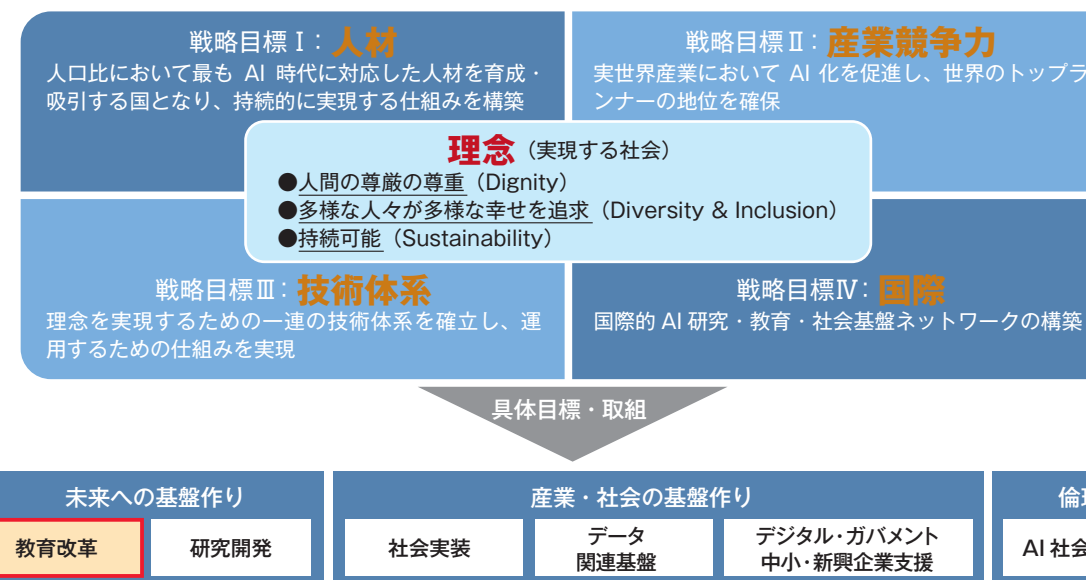 戦略目標Ⅰ：人材
人口比において最も AI 時代に対応した人材を育成・
吸引する国となり、持続的に実現する仕組みを構築
戦略目標Ⅱ：産業競争力
実世界産業において AI 化を促進し、世界のトップラ
ンナーの地位を確保
理念（実現する社会）
●人間の尊厳の尊重（Dignity）
●多様な人々が多様な幸せを追求（Diversity & Inclusion）
●持続可能（Sustainability）
戦略目標Ⅲ：技術体系
理念を実現するための一連の技術体系を確立し、運
用するための仕組みを実現
戦略目標Ⅳ：国際
国際的 AI 研究・教育・社会基盤ネットワークの構築
具体目標・取組
未来への基盤作り
教育改革
研究開発
産業・社会の基盤作り
社会実装
データ
関連基盤
デジタル・ガバメント
中小・新興企業支援
倫
AI 社会